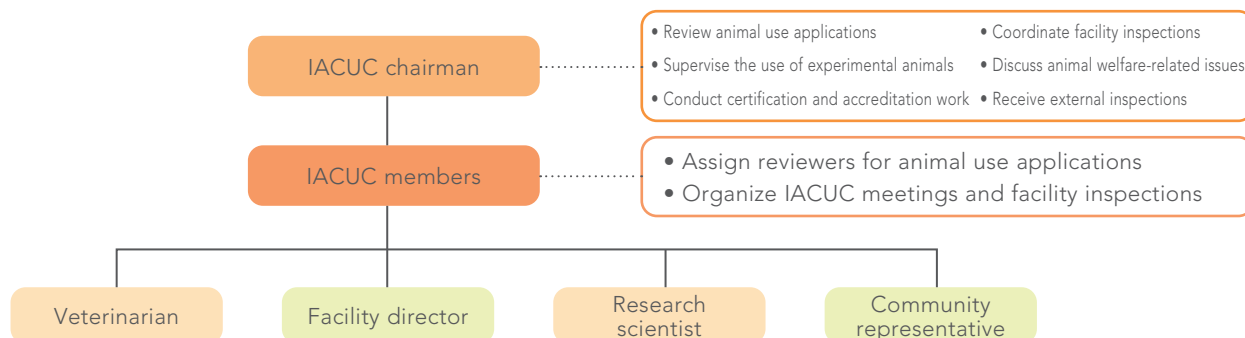 IACUC chairman
• Review animal use applications
• Supervise the use of experimental animals
• Conduct certification and accreditation work
• Coordinate facility inspections
• Discuss animal welfare-related issues
• Receive external inspections
IACUC members
• Assign reviewers for animal use applications
• Organize IACUC meetings and facility inspections
Veterinarian
Facility director
Research
scientist
Community
representative